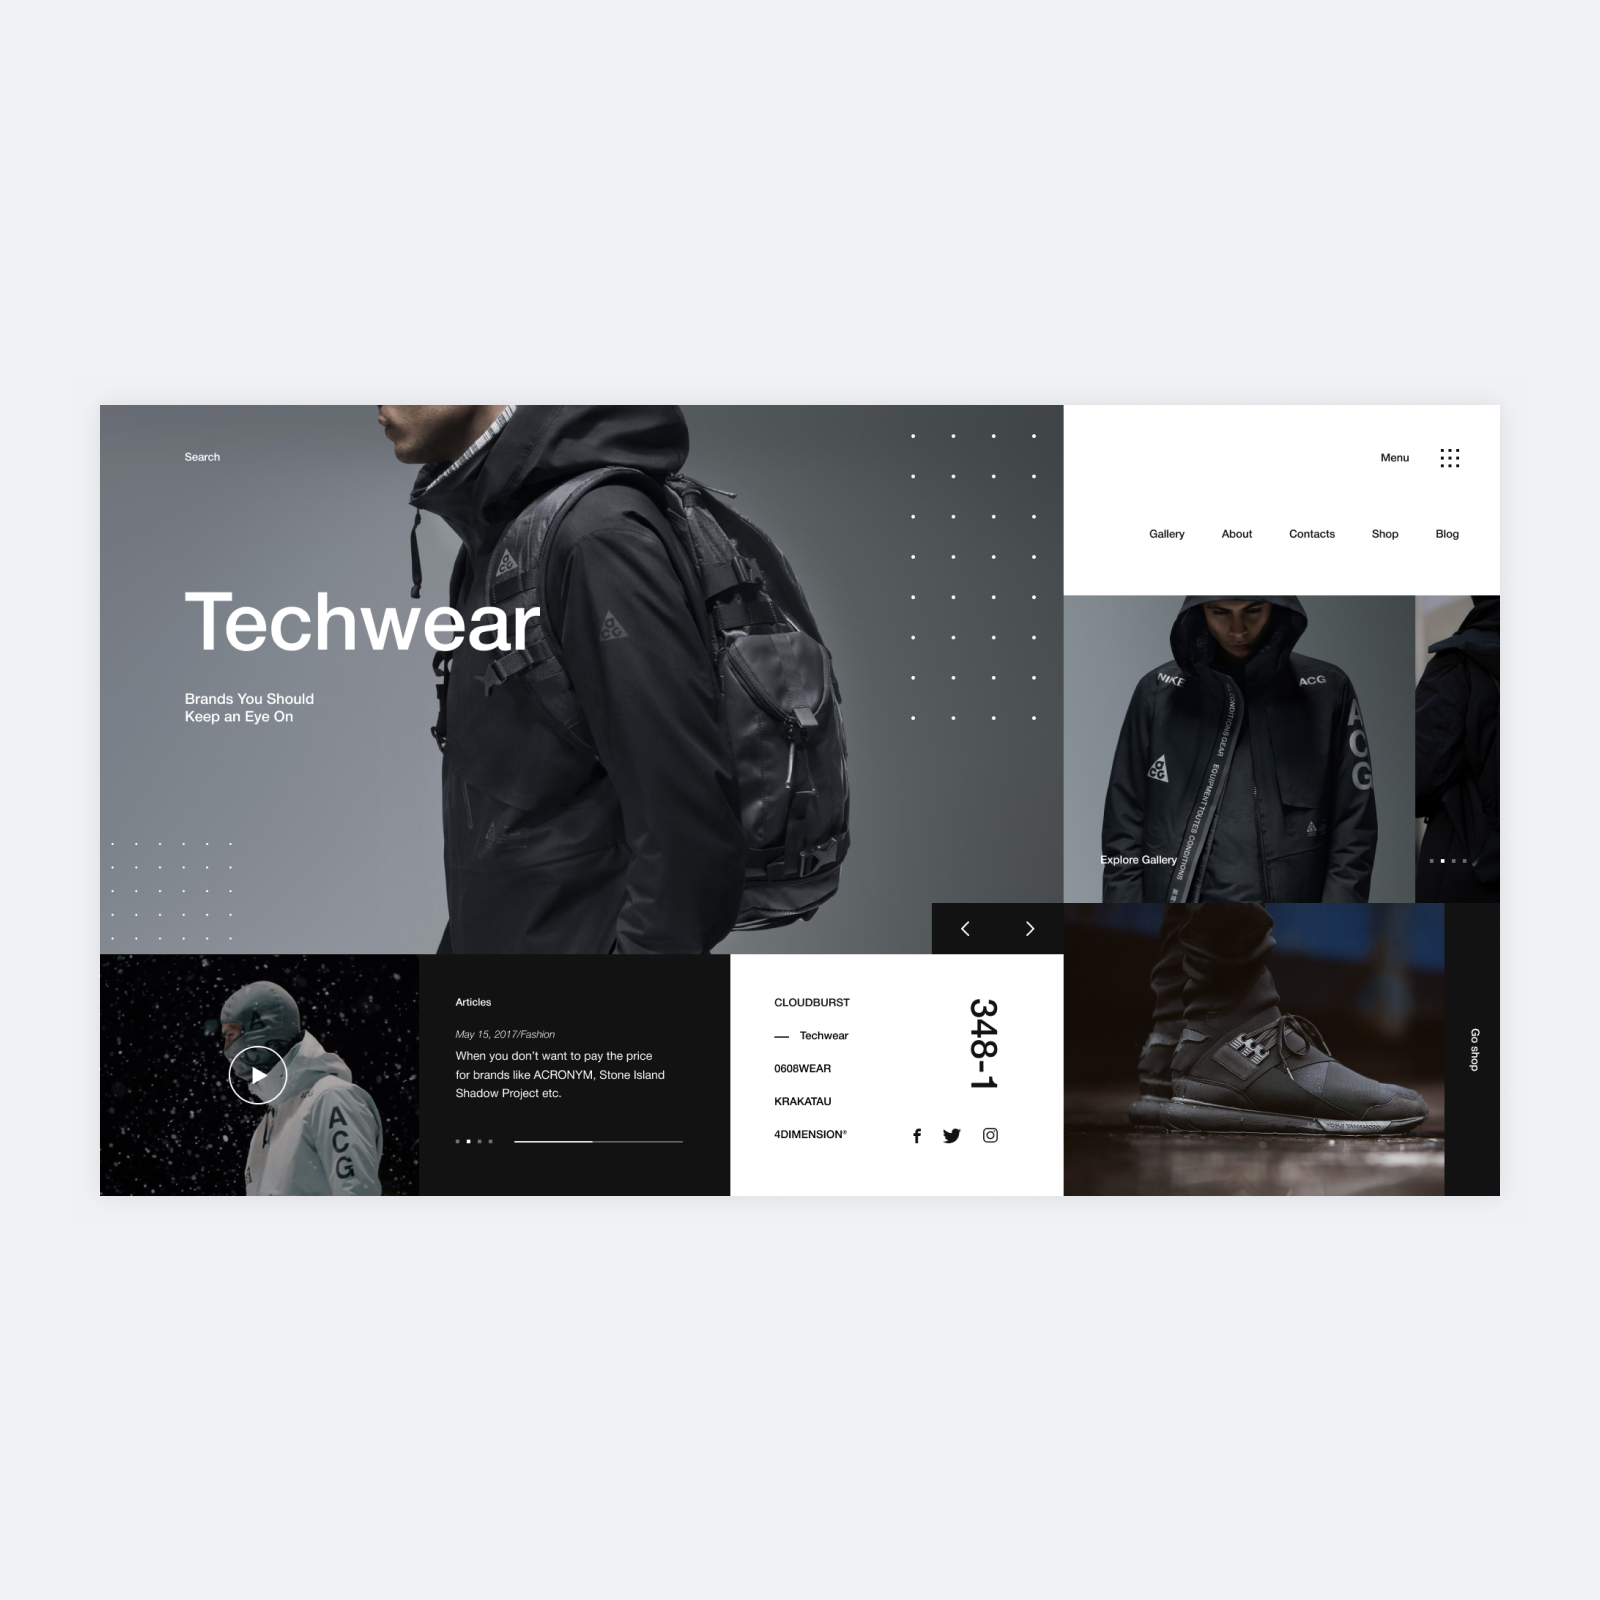 Search
Menu
Gallery About Contacts Shop Blog
Techwear
Brands You Should
Keep an Eye On
NIKE
ACG
ACG
CONDITIONS GEAR EQUIPMENT TOUTES CONDITIONS
Explore Gallery
ACG
Articles
May 15, 2017/Fashion
When you don't want to pay the price
for brands like ACRONYM, Stone Island
Shadow Project etc.
CLOUDBURST
— Techwear
0608WEAR
KRAKATAU
4DIMENSION®
348-1
Go shop